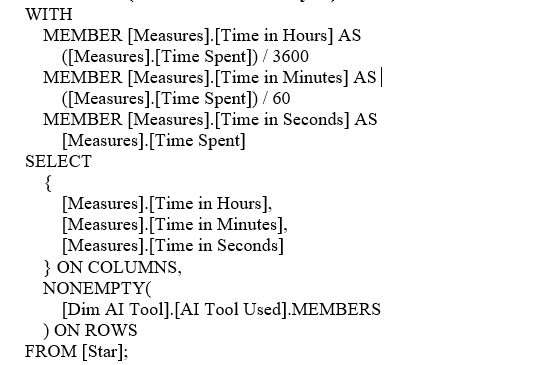 WITH
MEMBER [Measures].[Time in Hours] AS
([Measures].[Time Spent]) / 3600
MEMBER [Measures].[Time in Minutes] AS
([Measures].[Time Spent]) / 60
MEMBER [Measures].[Time in Seconds] AS
[Measures].[Time Spent]
SELECT
{
[Measures].[Time in Hours],
[Measures].[Time in Minutes],
[Measures].[Time in Seconds]
} ON COLUMNS,
NONEMPTY(
[Dim AI Tool].[AI Tool Used].MEMBERS
) ON ROWS
FROM [Star];